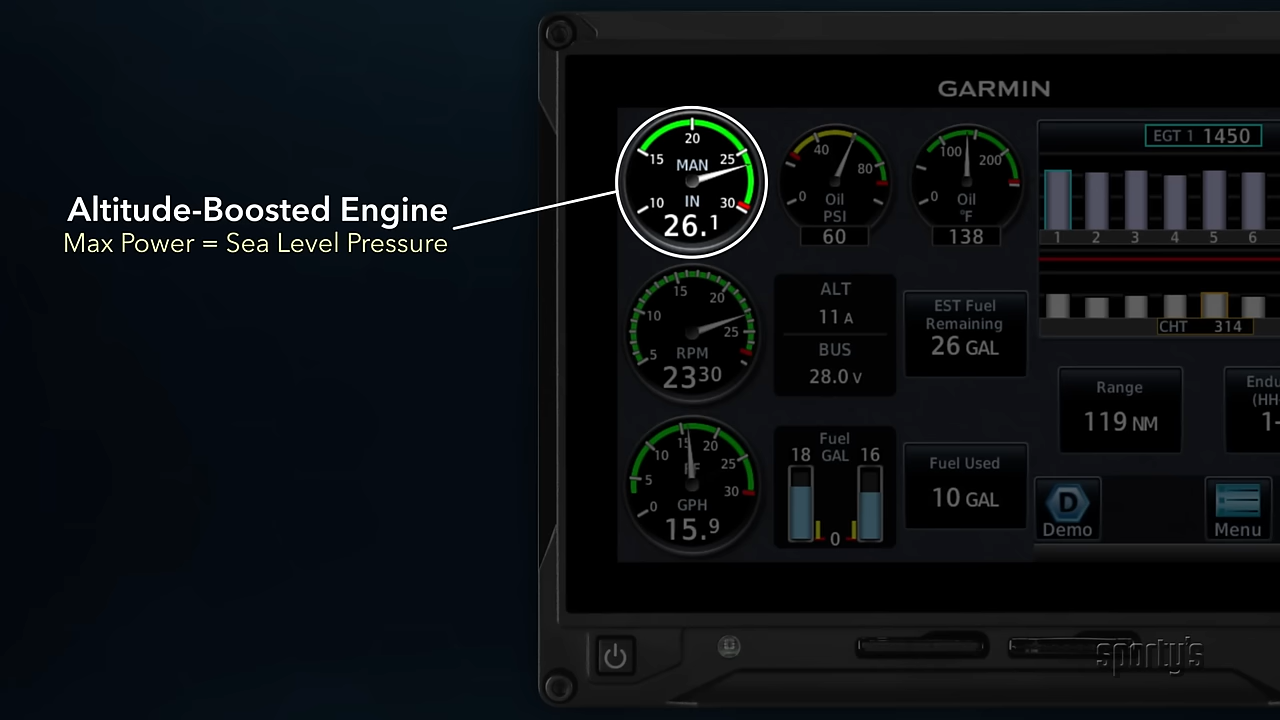 GARMIN
Altitude-Boosted Engine
Max Power = Sea Level Pressure
10
15
20
25
30
MAN
IN
26.1
0
40
80
Oil
PSI
60
0
100
200
Oil
°F
138
EGT 1 1450
1 2 3 4 5 6
CHT 314
5
10
15
20
25
RPM
2330
ALT
11 A
BUS
28.0 V
EST Fuel
Remaining
26 GAL
Range
119 NM
0
5
10
15
20
25
30
FF
GPH
15.9
Fuel
18 GAL 16
0
Fuel Used
10 GAL
Demo
Menu
sporty's